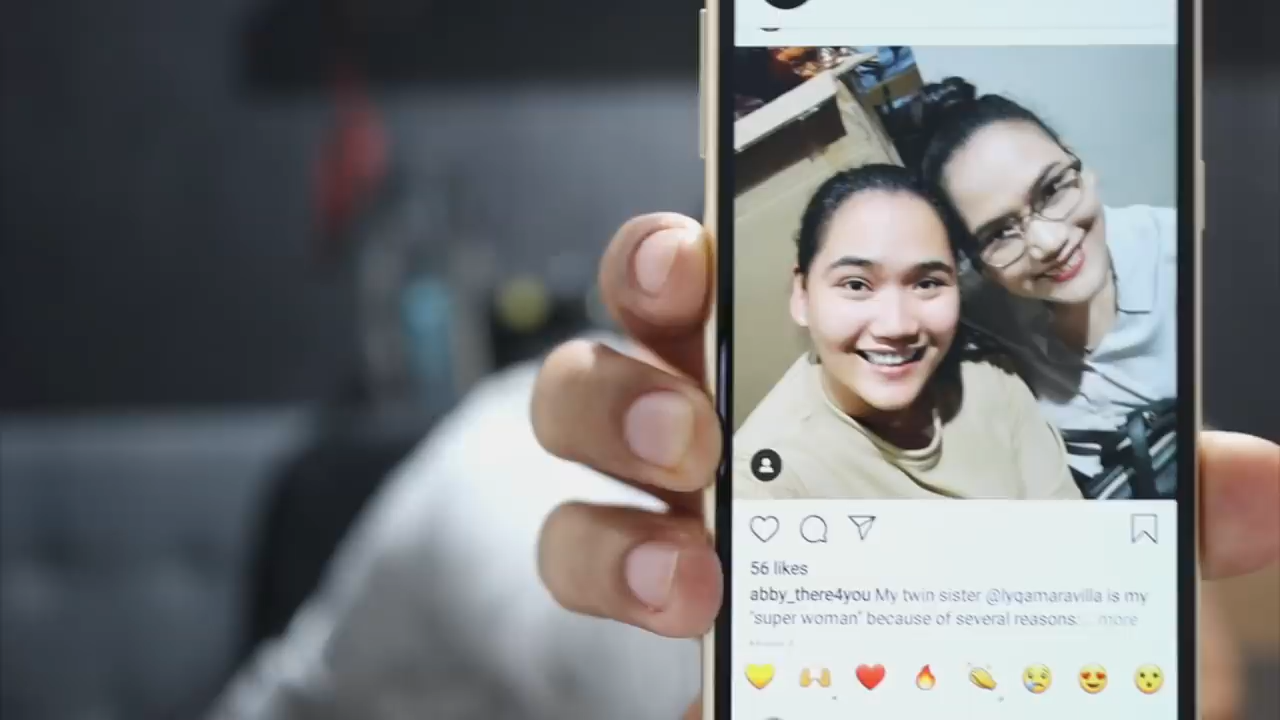 56 likes
abby_there4you My twin sister @lyqamaravilla is my
"super woman" because of several reasons:... more